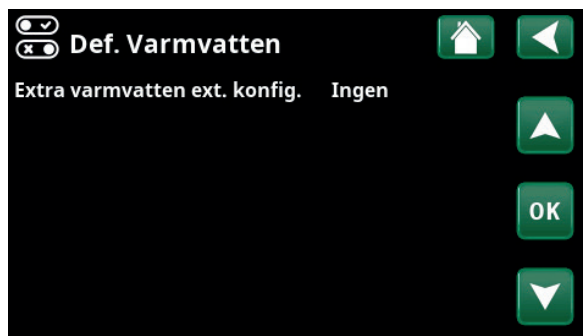 Def. Varmvatten
Extra varmvatten ext. konfig. Ingen
OK